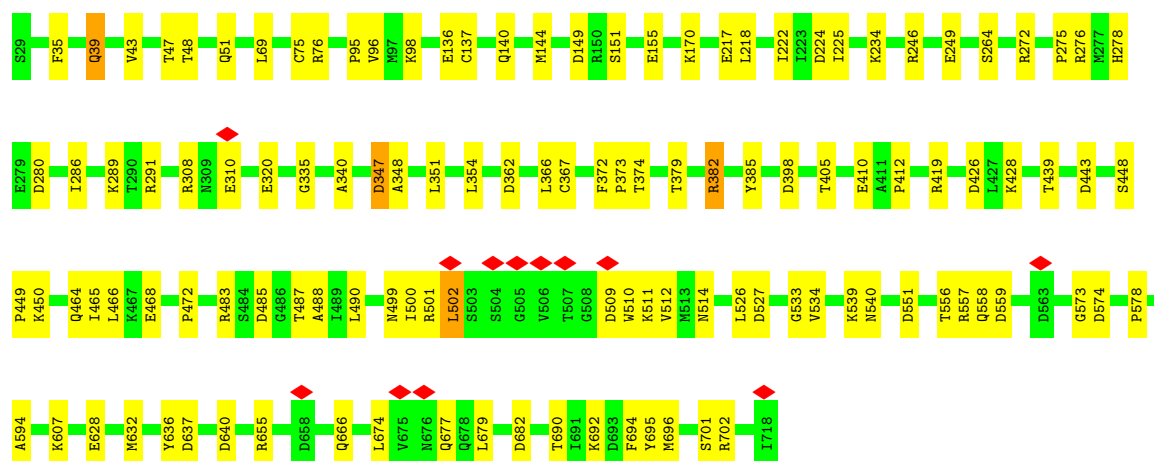 S29 F35 Q39 V43 T47 T48 Q51 L69 C75 R76 P95 V96 M97 K98 E136 C137 Q140 M144 D149 R150 S151 E155 K170 E217 L218 I222 I223 D224 I225 K234 R246 E249 S264 R272 P275 R276 M277 H278
E279 D280 I286 K289 T290 R291 R308 N309 E310 E320 G335 A340 D347 A348 L351 L354 D362 L366 C367 F372 P373 T374 T379 R382 Y385 D398 T405 E410 A411 P412 R419 D426 L427 K428 T439 D443 S448
P449 K450 Q464 I465 L466 K467 E468 P472 R483 S484 D485 G486 T487 A488 I489 L490 N499 I500 R501 L502 S503 S504 G505 V506 T507 G508 D509 W510 K511 V512 M513 N514 L526 D527 G533 V534 K539 N540 D551 T556 R557 Q558 D559 D563 G573 D574 P578
A594 K607 E628 M632 Y636 D637 D640 R655 D658 Q666 L674 V675 N676 Q677 Q678 L679 D682 T690 I691 K692 D693 F694 Y695 M696 S701 R702 I718